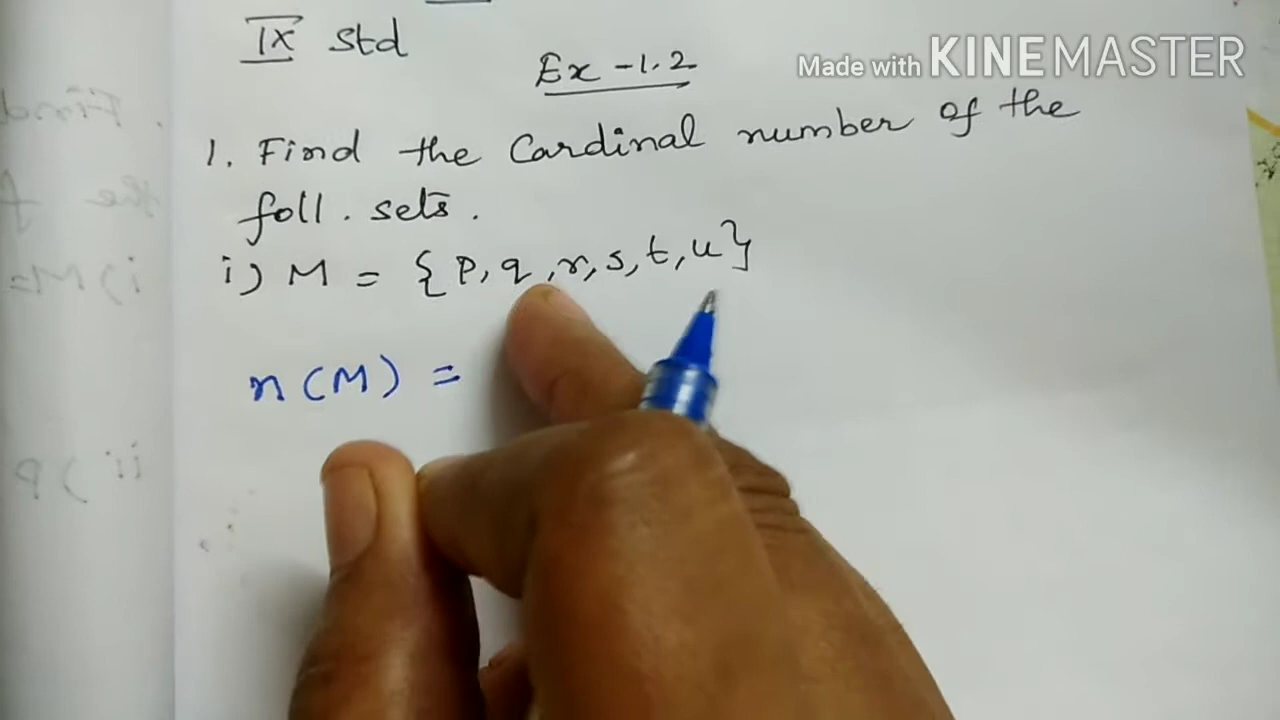 IX Std
Ex - 1.2
Made with KINEMASTER
1. Find the Cardinal number of the
foll. sets.
i) M = {p, q, r, s, t, u}
n(M) =